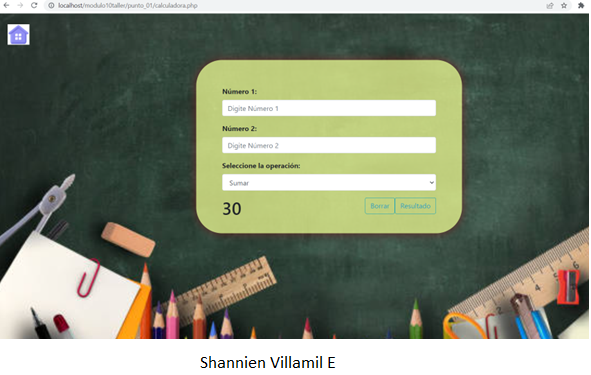 localhost/modulo10taller/punto_01/calculadora.php
Número 1:
Digite Número 1
Número 2:
Digite Número 2
Seleccione la operación:
Sumar
30
Borrar Resultado
Shannien Villamil E